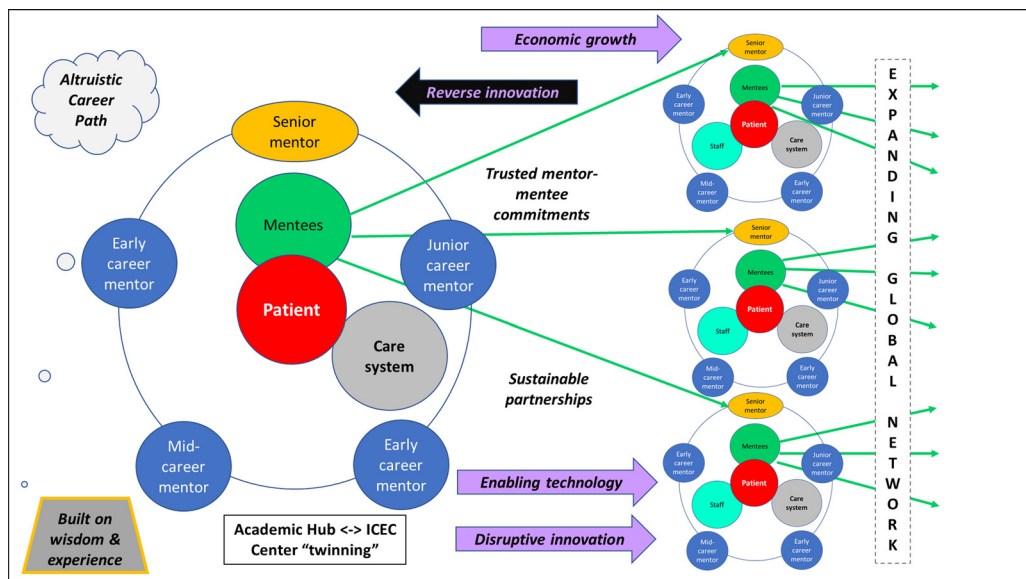 Altruistic
Career
Path
Economic growth
Reverse innovation
Senior
mentor
Mentees
Patient
Care
system
Early
career
mentor
Junior
career
mentor
Mid-
career
mentor
Early
career
mentor
Trusted mentor-
mentee
commitments
Sustainable
partnerships
Enabling technology
Disruptive innovation
Built on
wisdom &
experience
Academic Hub <-> ICEC
Center “twinning”
Senior
mentor
Mentees
Patient
Staff
Care
system
Early
career
mentor
Junior
career
mentor
Mid-
career
mentor
Early
career
mentor
Senior
mentor
Mentees
Patient
Staff
Care
system
Early
career
mentor
Junior
career
mentor
Mid-
career
mentor
Early
career
mentor
Senior
mentor
Mentees
Patient
Staff
Care
system
Early
career
mentor
Junior
career
mentor
Mid-
career
mentor
Early
career
mentor
EXPANDING GLOBAL NETWORK